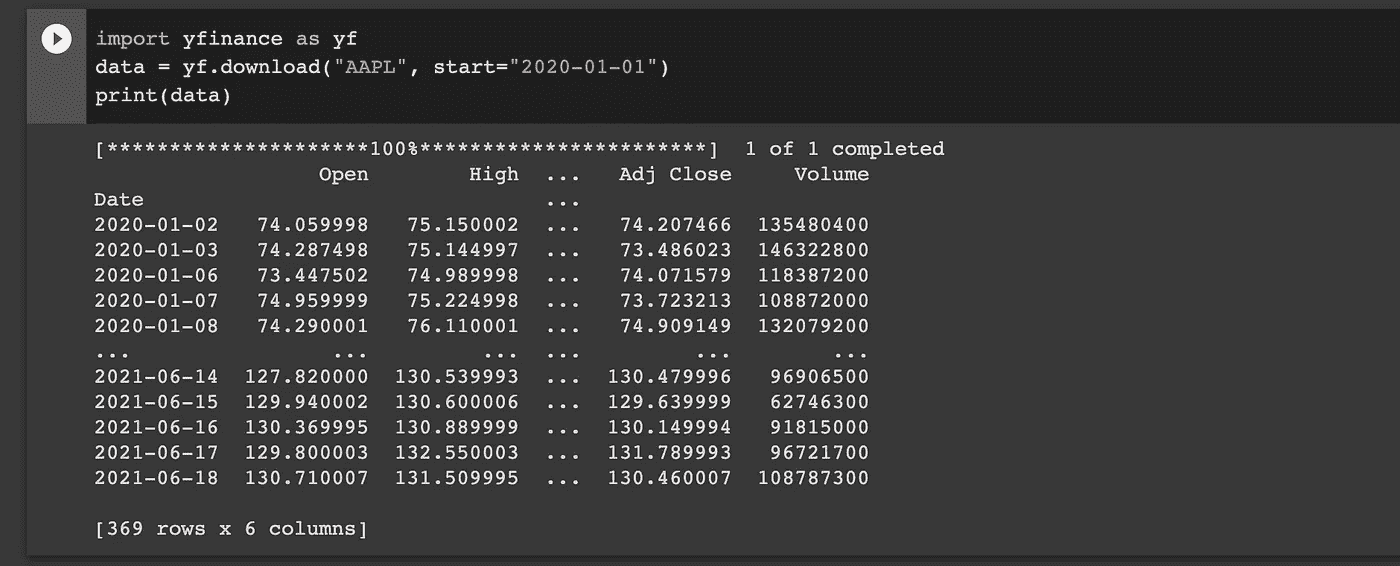 import yfinance as yf
data = yf.download("AAPL", start="2020-01-01")
print(data)
[*********************100%***********************]  1 of 1 completed
                  Open        High  ...   Adj Close     Volume
Date                                ...
2020-01-02   74.059998   75.150002  ...   74.207466  135480400
2020-01-03   74.287498   75.144997  ...   73.486023  146322800
2020-01-06   73.447502   74.989998  ...   74.071579  118387200
2020-01-07   74.959999   75.224998  ...   73.723213  108872000
2020-01-08   74.290001   76.110001  ...   74.909149  132079200
...                ...         ...  ...         ...        ...
2021-06-14  127.820000  130.539993  ...  130.479996   96906500
2021-06-15  129.940002  130.600006  ...  129.639999   62746300
2021-06-16  130.369995  130.889999  ...  130.149994   91815000
2021-06-17  129.800003  132.550003  ...  131.789993   96721700
2021-06-18  130.710007  131.509995  ...  130.460007  108787300
[369 rows x 6 columns]